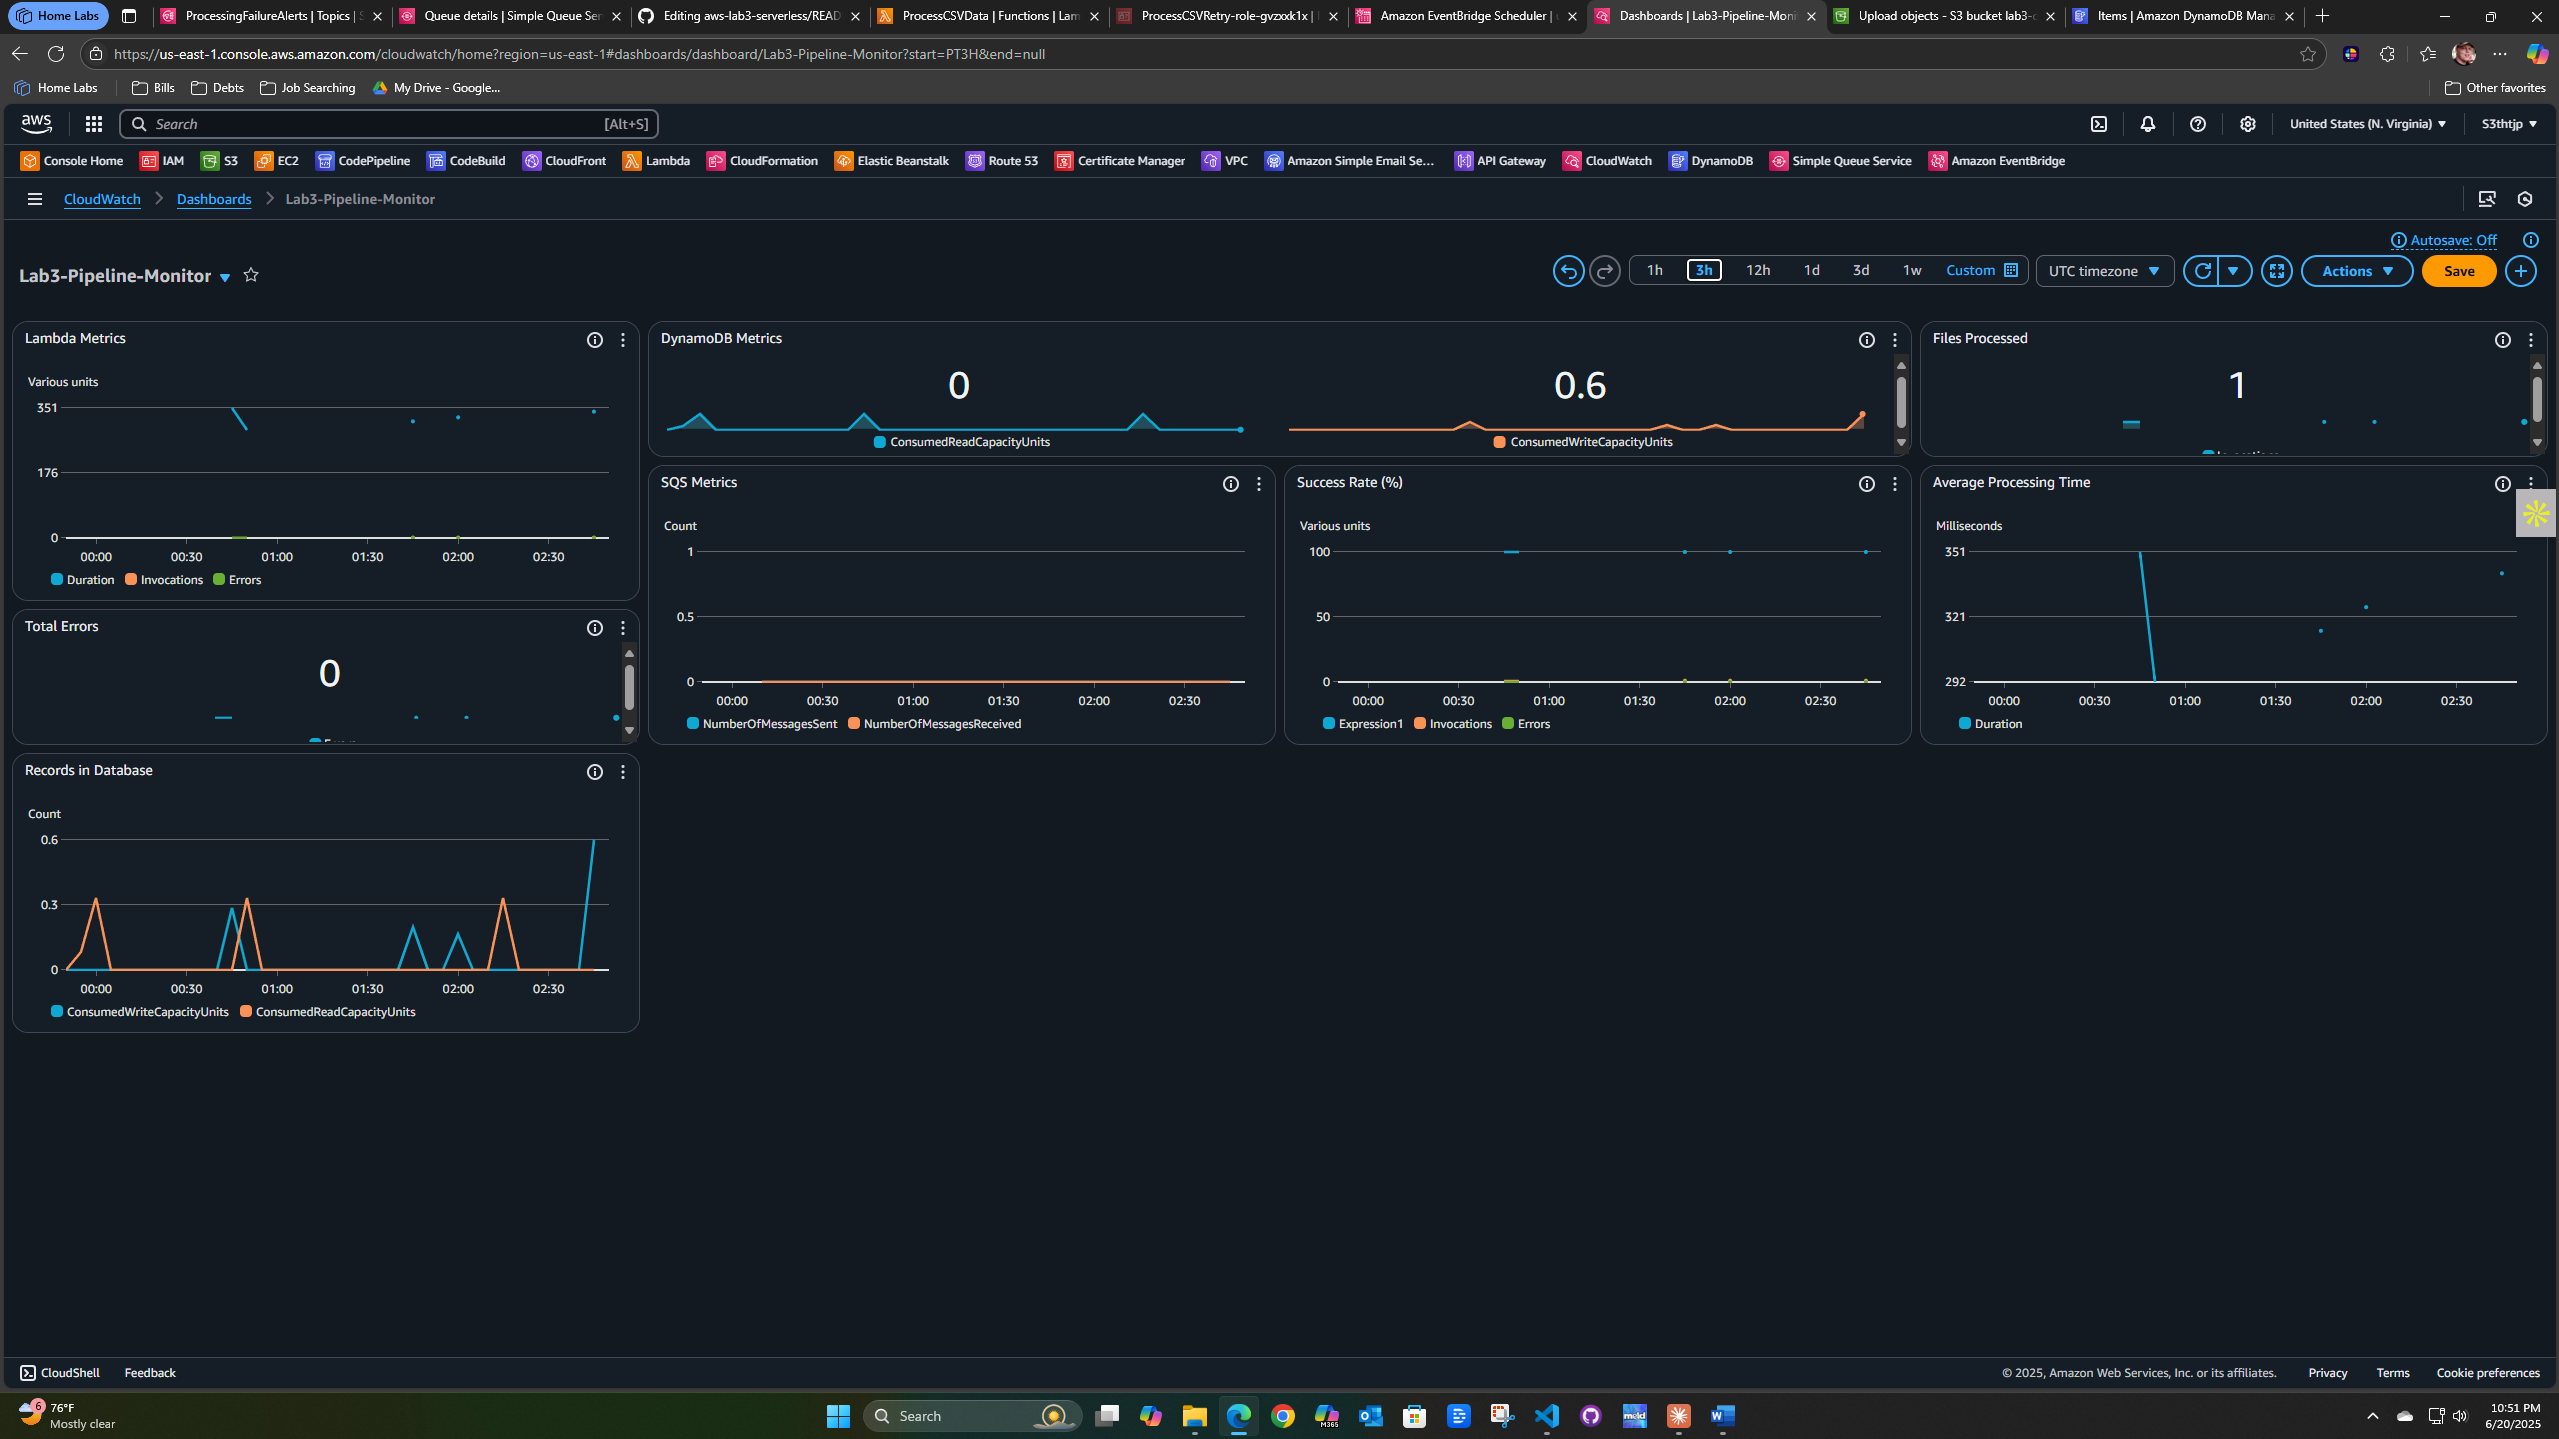 Home Labs
ProcessingFailureAlerts | Topics | S
Queue details | Simple Queue Ser
Editing aws-lab3-serverless/READ
ProcessCSVData | Functions | Lam
ProcessCSVRetry-role-gvzxxk1x |
Amazon EventBridge Scheduler |
Dashboards | Lab3-Pipeline-Moni
Upload objects - S3 bucket lab3-
Items | Amazon DynamoDB Mana
https://us-east-1.console.aws.amazon.com/cloudwatch/home?region=us-east-1#dashboards/dashboard/Lab3-Pipeline-Monitor?start=PT3H&end=null
Home Labs Bills Debts Job Searching My Drive - Google... Other favorites
aws Search [Alt+S] United States (N. Virginia) S3thtjp
Console Home IAM S3 EC2 CodePipeline CodeBuild CloudFront Lambda CloudFormation Elastic Beanstalk Route 53 Certificate Manager VPC Amazon Simple Email Se... API Gateway CloudWatch DynamoDB Simple Queue Service Amazon EventBridge
CloudWatch Dashboards Lab3-Pipeline-Monitor
Autosave: Off
Lab3-Pipeline-Monitor
1h 3h 12h 1d 3d 1w Custom UTC timezone Actions Save
Lambda Metrics
Various units
351
176
0
00:00 00:30 01:00 01:30 02:00 02:30
Duration Invocations Errors
DynamoDB Metrics
0 0.6
ConsumedReadCapacityUnits ConsumedWriteCapacityUnits
Files Processed
1
SQS Metrics
Count
1
0.5
0
00:00 00:30 01:00 01:30 02:00 02:30
NumberOfMessagesSent NumberOfMessagesReceived
Success Rate (%)
Various units
100
50
0
00:00 00:30 01:00 01:30 02:00 02:30
Expression1 Invocations Errors
Average Processing Time
Milliseconds
351
321
292
00:00 00:30 01:00 01:30 02:00 02:30
Duration
Total Errors
0
Records in Database
Count
0.6
0.3
0
00:00 00:30 01:00 01:30 02:00 02:30
ConsumedWriteCapacityUnits ConsumedReadCapacityUnits
CloudShell Feedback © 2025, Amazon Web Services, Inc. or its affiliates. Privacy Terms Cookie preferences
6
76°F
Mostly clear
Search
M365
10:51 PM
6/20/2025